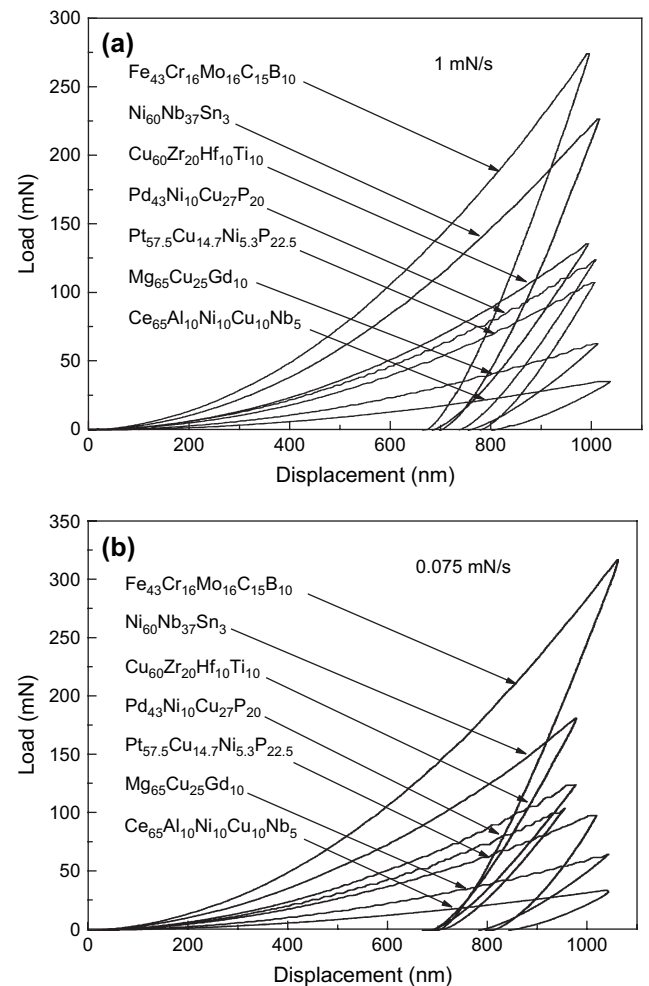 (a)
1 mN/s
Fe₄₃Cr₁₆Mo₁₆C₁₅B₁₀
Ni₆₀Nb₃₇Sn₃
Cu₆₀Zr₂₀Hf₁₀Ti₁₀
Pd₄₃Ni₁₀Cu₂₇P₂₀
Pt₅₇.₅Cu₁₄.₇Ni₅.₃P₂₂.₅
Mg₆₅Cu₂₅Gd₁₀
Ce₆₅Al₁₀Ni₁₀Cu₁₀Nb₅
Load (mN)
300
250
200
150
100
50
0
0 200 400 600 800 1000
Displacement (nm)
(b)
0.075 mN/s
Fe₄₃Cr₁₆Mo₁₆C₁₅B₁₀
Ni₆₀Nb₃₇Sn₃
Cu₆₀Zr₂₀Hf₁₀Ti₁₀
Pd₄₃Ni₁₀Cu₂₇P₂₀
Pt₅₇.₅Cu₁₄.₇Ni₅.₃P₂₂.₅
Mg₆₅Cu₂₅Gd₁₀
Ce₆₅Al₁₀Ni₁₀Cu₁₀Nb₅
Load (mN)
350
300
250
200
150
100
50
0
0 200 400 600 800 1000
Displacement (nm)